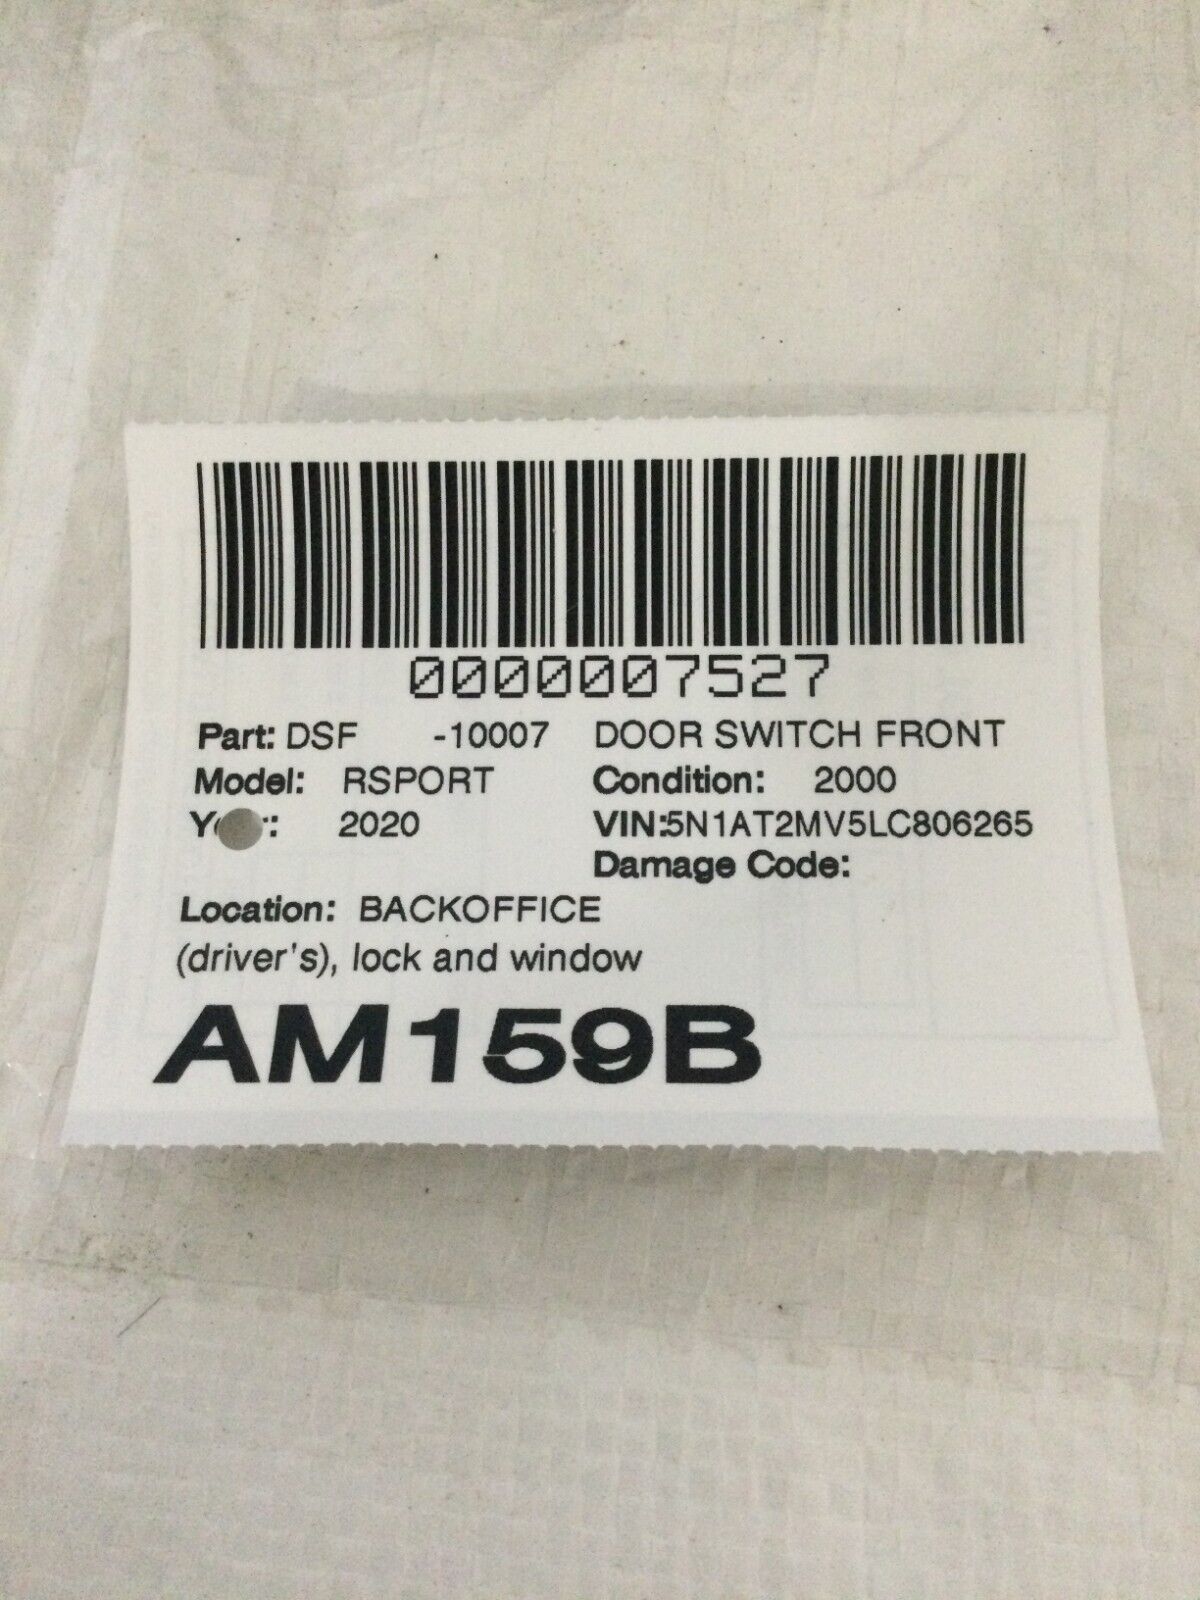 0000007527
Part: DSF -10007 DOOR SWITCH FRONT
Model: RSPORT Condition: 2000
2020 VIN:5N1AT2MV5LC806265
Damage Code:
Location: BACKOFFICE
(driver's), lock and window
AM159B